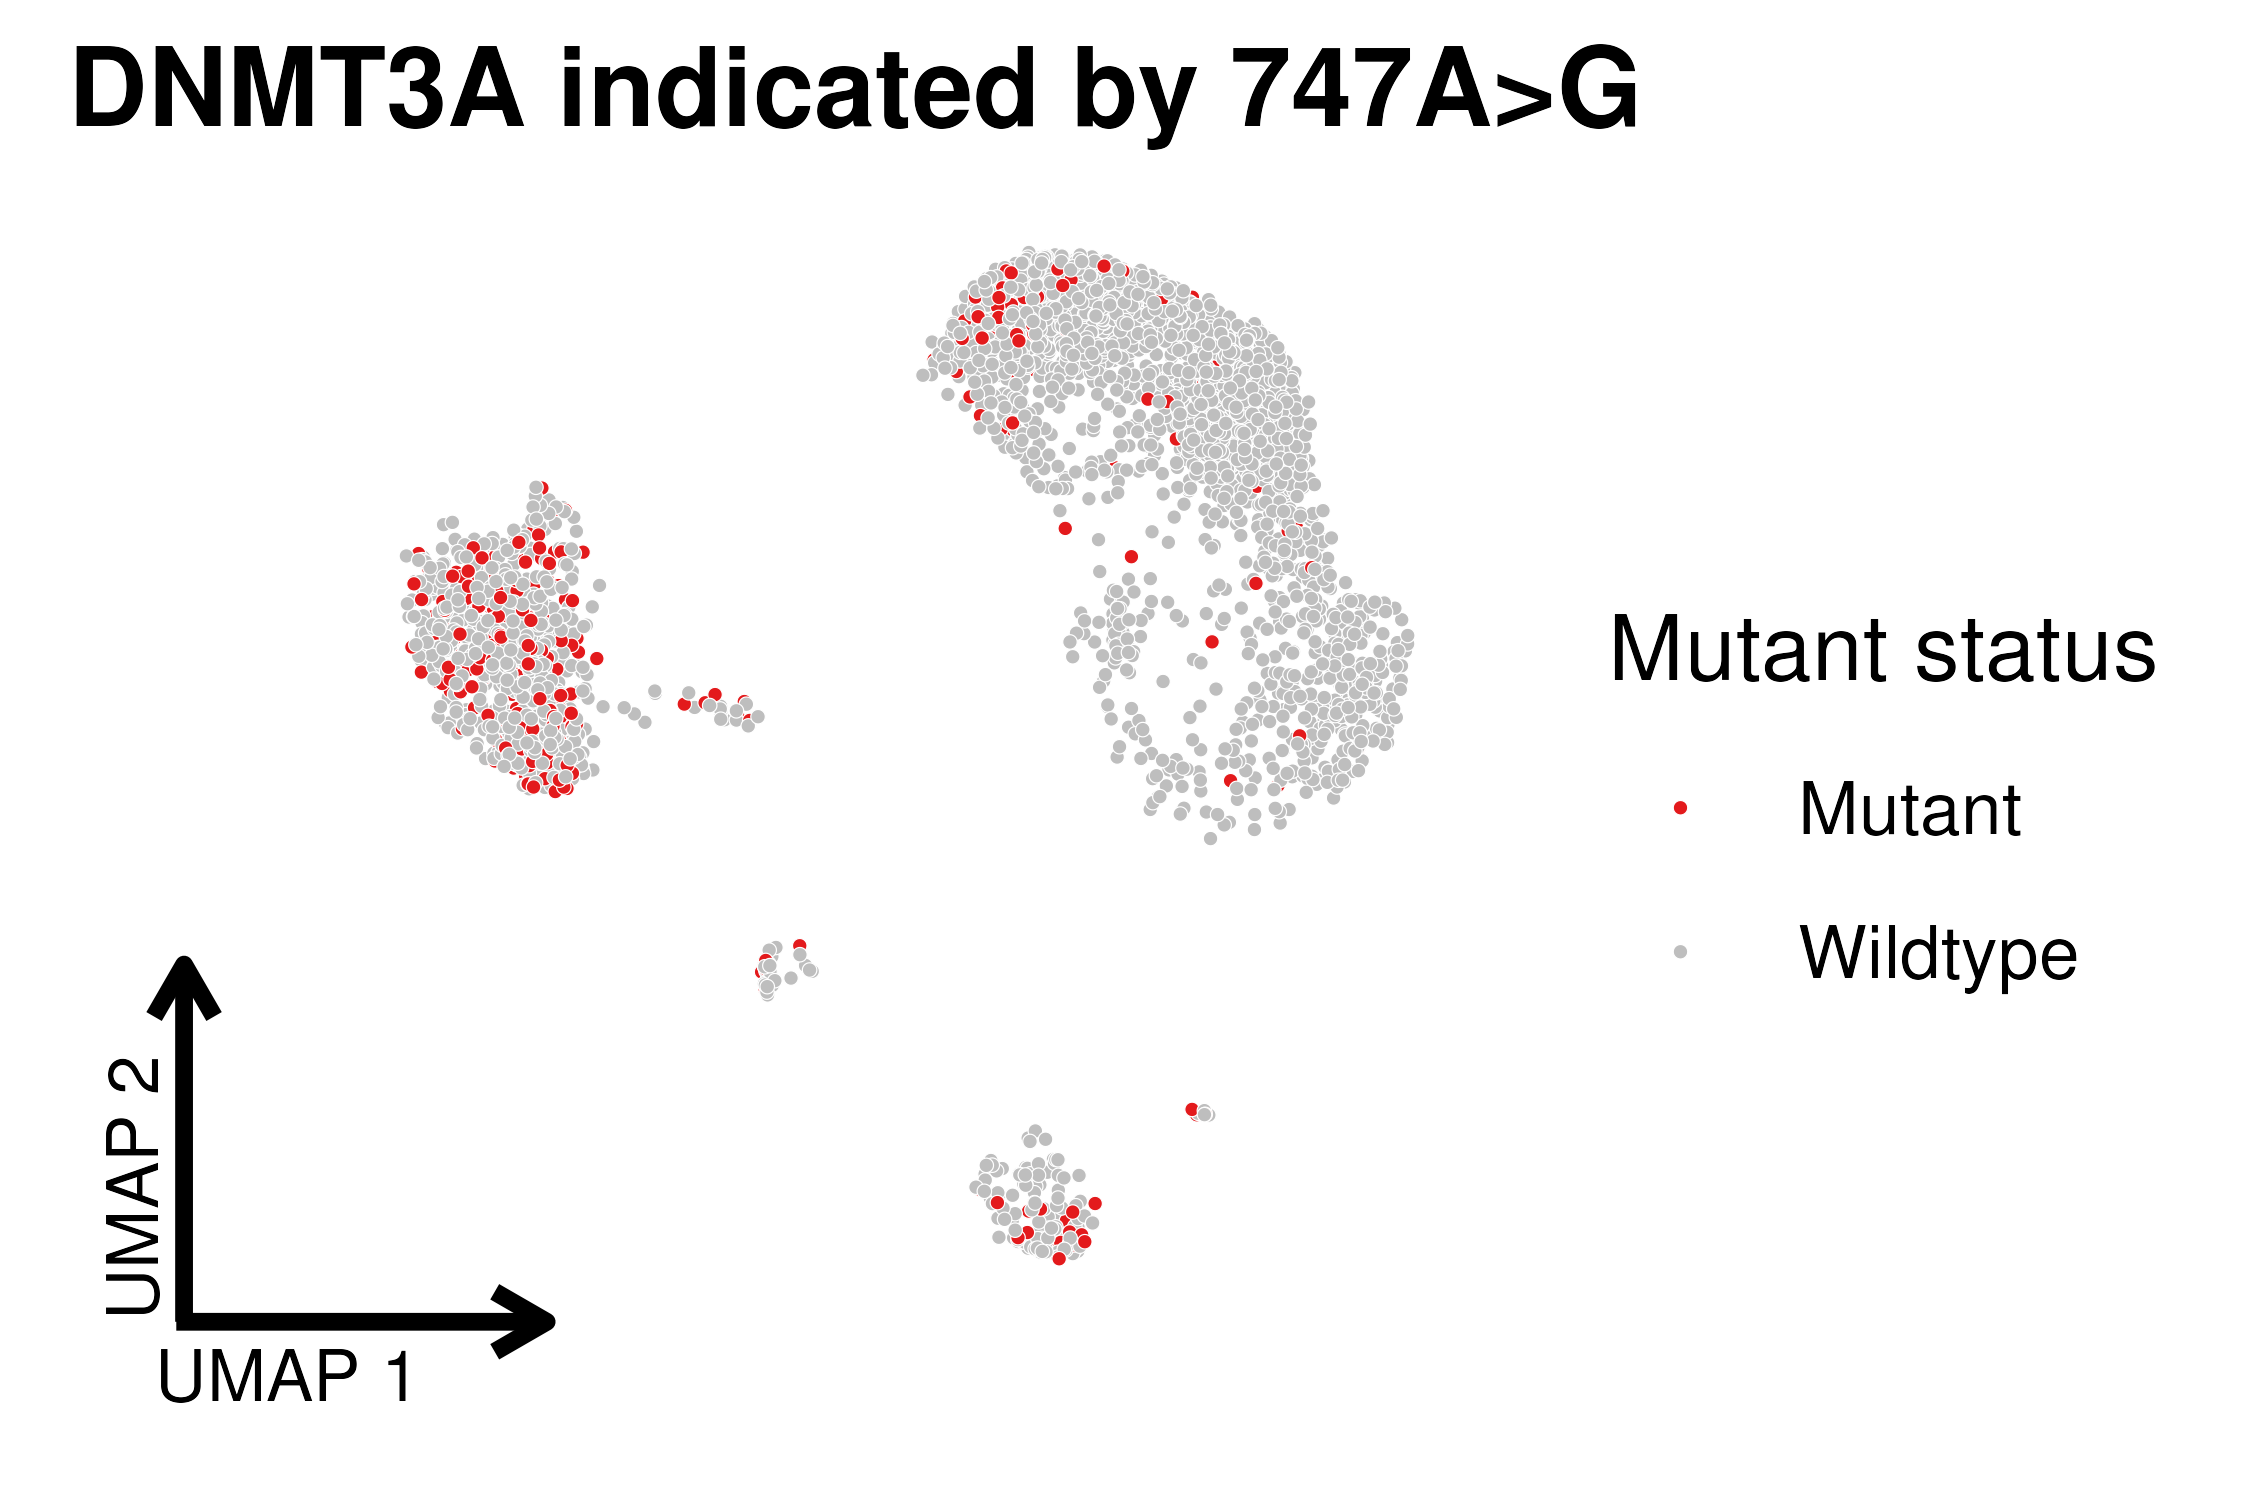 DNMT3A indicated by 747A>G
Mutant status
Mutant
Wildtype
UMAP 2
UMAP 1